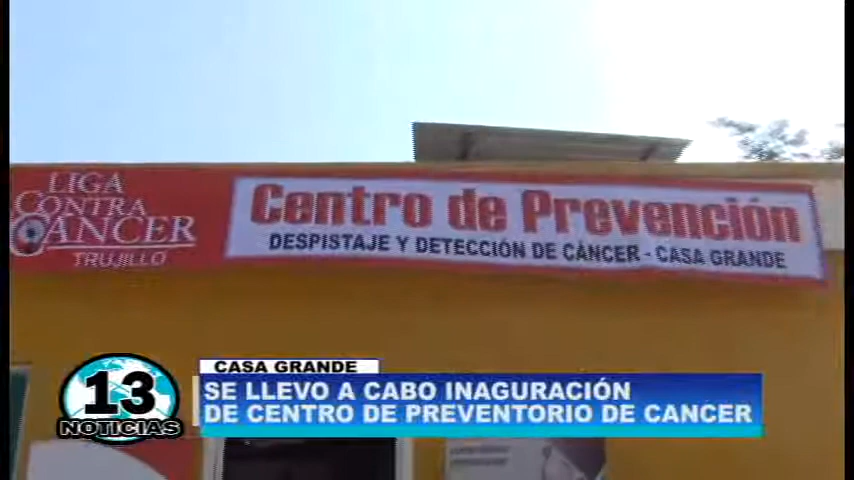 LIGA
CONTRA
CANCER
TRUJILLO
Centro de Prevención
DESPISTAJE Y DETECCIÓN DE CÀNCER - CASA GRANDE
CASA GRANDE
SE LLEVO A CABO INAGURACIÓN
DE CENTRO DE PREVENTORIO DE CANCER
13
NOTICIAS